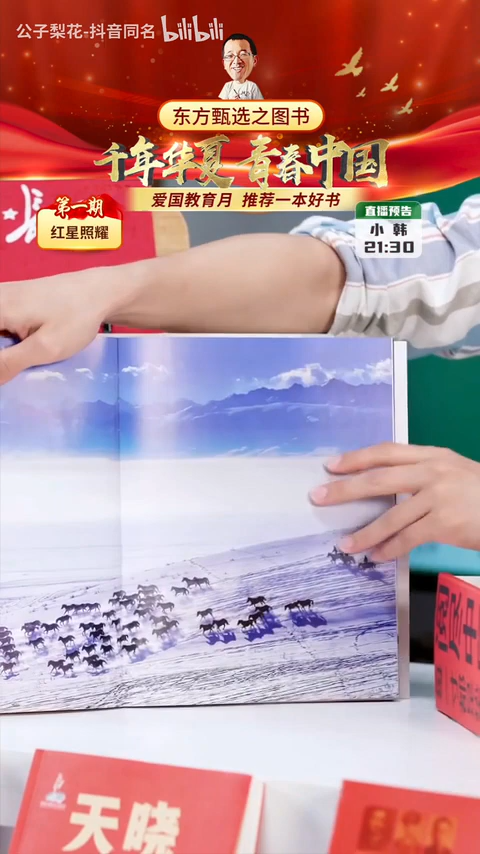 公子梨花-抖音同名 bilibili
东方甄选之图书
千年华夏 青春中国
爱国教育月 推荐一本好书
第一期
红星照耀
直播预告
小 韩
21:30
天晓